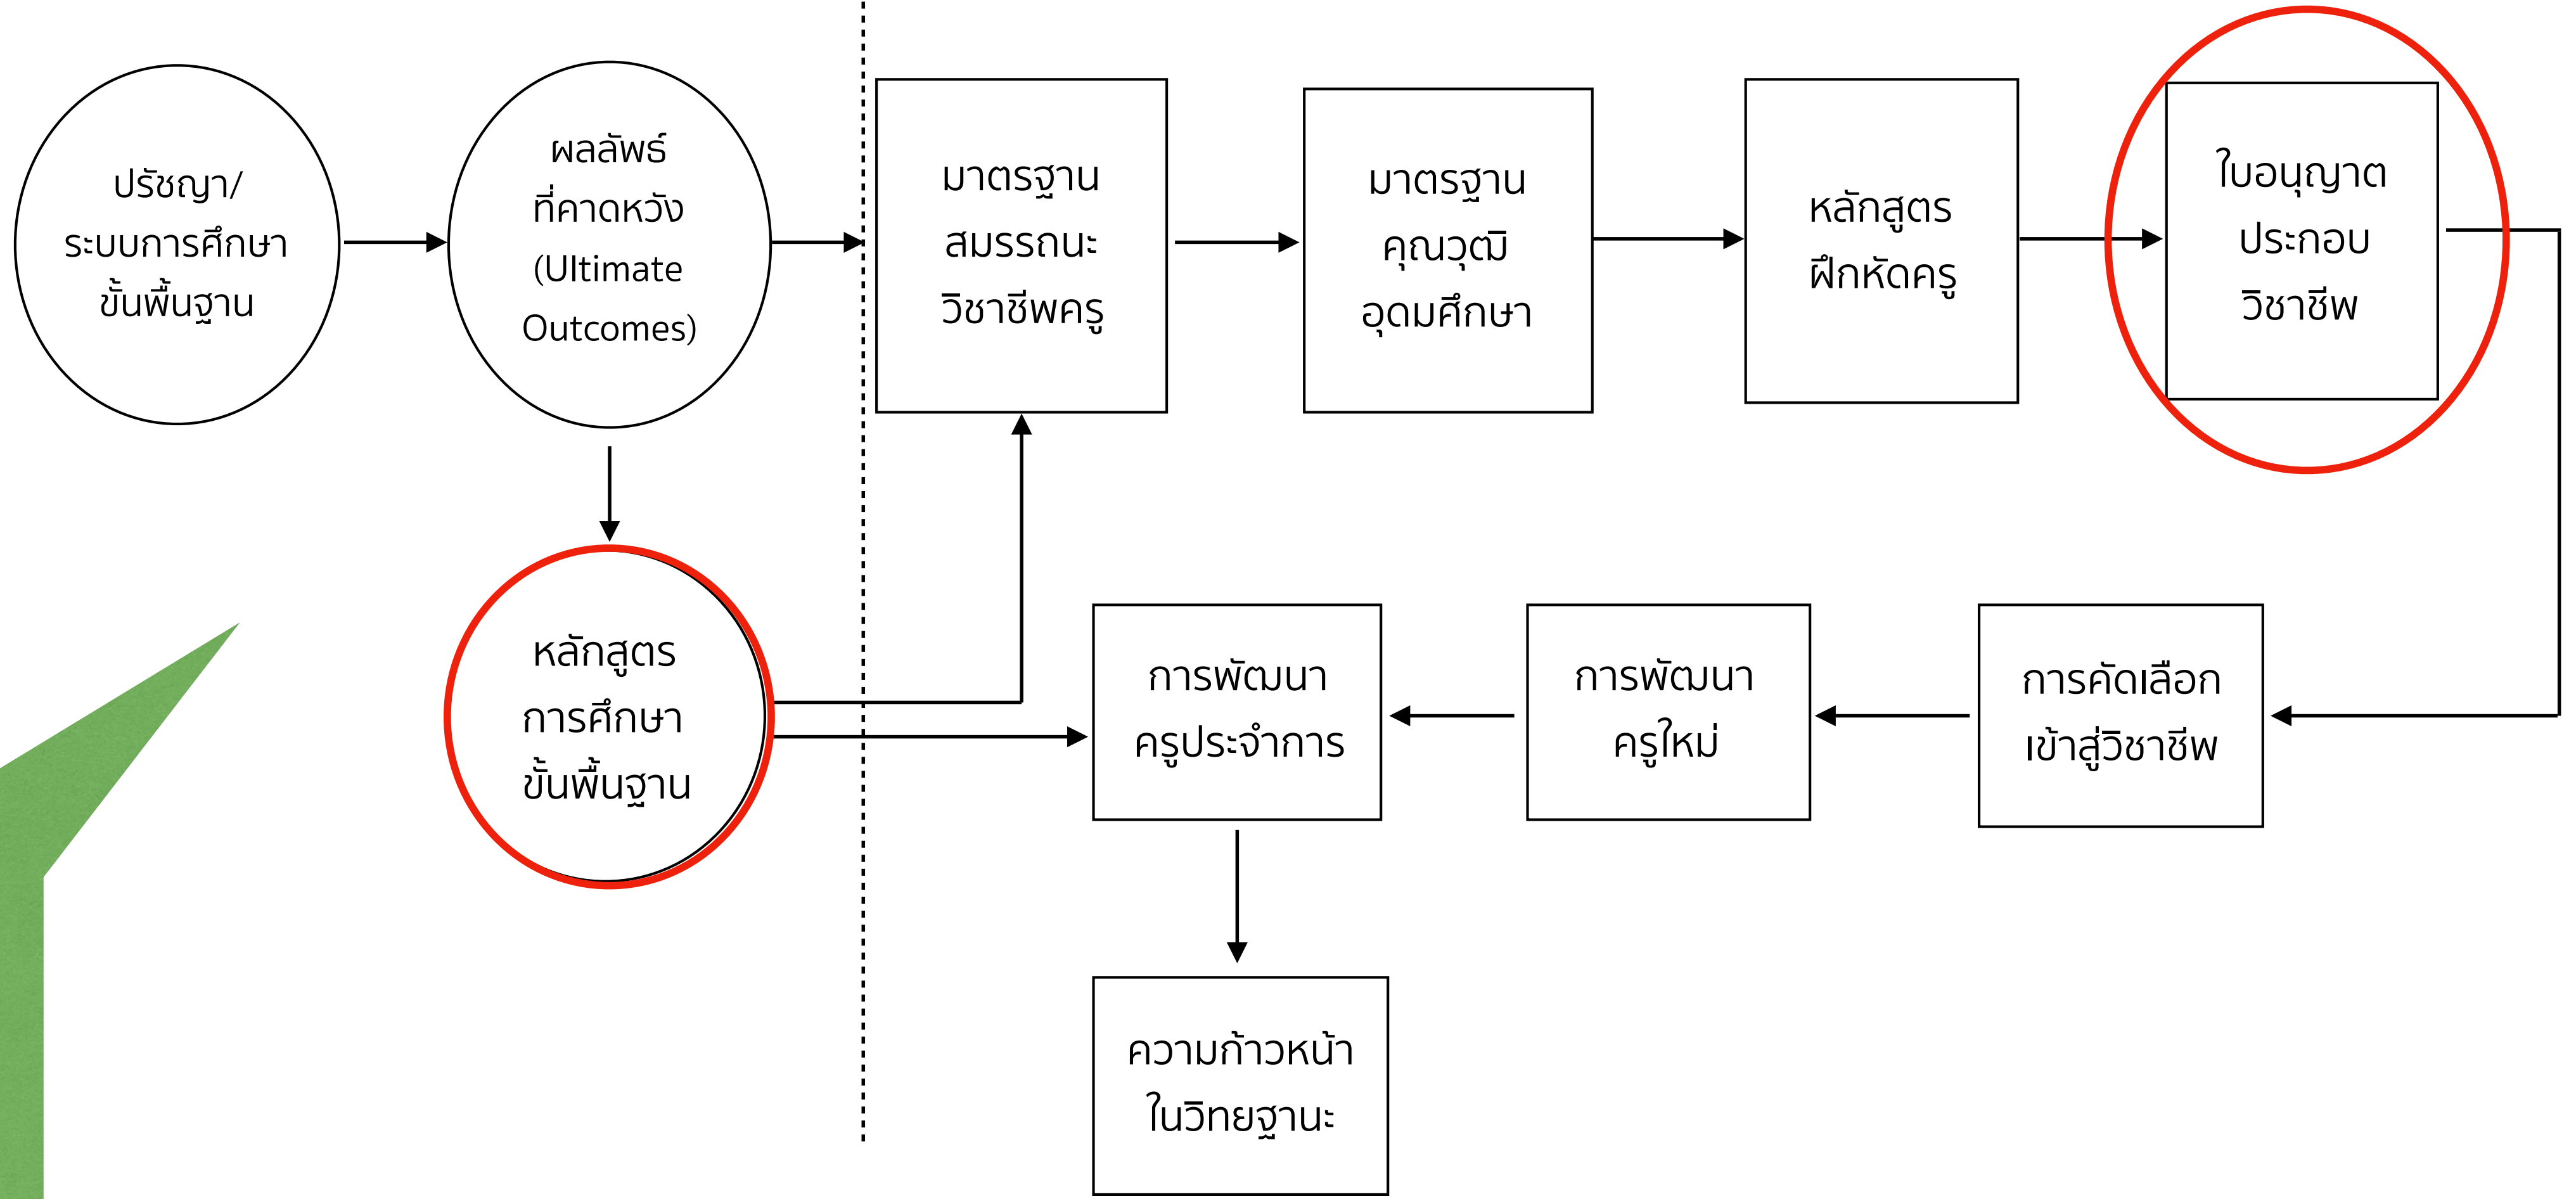 ปรัชญา/
ระบบการศึกษา
ขั้นพื้นฐาน
ผลลัพธ์
ที่คาดหวัง
(Ultimate
Outcomes)
มาตรฐาน
สมรรถนะ
วิชาชีพครู
มาตรฐาน
คุณวุฒิ
อุดมศึกษา
หลักสูตร
ฝึกหัดครู
ใบอนุญาต
ประกอบ
วิชาชีพ
หลักสูตร
การศึกษา
ขั้นพื้นฐาน
การพัฒนา
ครูประจำการ
การพัฒนา
ครูใหม่
การคัดเลือก
เข้าสู่วิชาชีพ
ความก้าวหน้า
ในวิทยฐานะ